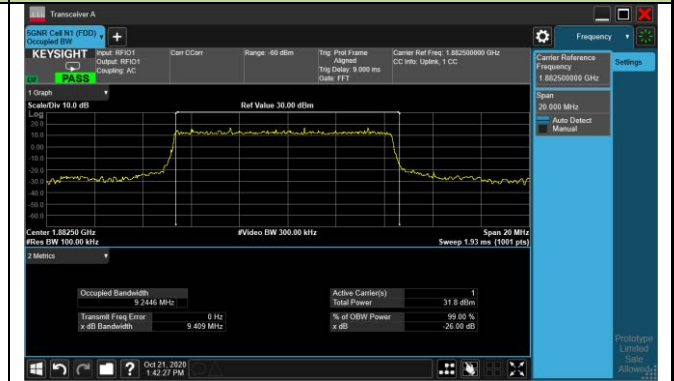 Transceiver A
5GNR Cell N1 (FDD)
Occupied BW
Frequency
KEYSIGHT
PASS
Input: RFIO1
Output: RFIO1
Coupling: AC
Corr CCorr
Range: -60 dBm
Trig: Prot Frame
Aligned
Trig Delay: 9.000 ms
Gate: FFT
Carrier Ref Freq: 1.882500000 GHz
CC Info: Uplink, 1 CC
Carrier Reference
Frequency
1.882500000 GHz
Settings
Span
20.000 MHz
Auto Detect
Manual
1 Graph
Scale/Div 10.0 dB
Ref Value 30.00 dBm
Log
20.0
10.0
0.00
-10.0
-20.0
-30.0
-40.0
-50.0
-60.0
Center 1.88250 GHz
#Video BW 300.00 kHz
Span 20 MHz
#Res BW 100.00 kHz
Sweep 1.93 ms (1001 pts)
2 Metrics
Occupied Bandwidth
9.2446 MHz
Active Carrier(s) 1
Total Power 31.8 dBm
Transmit Freq Error 0 Hz
x dB Bandwidth 9.409 MHz
% of OBW Power 99.00 %
x dB -26.00 dB
Prototype
Limited
Sale
Allowed
Oct 21, 2020
1:42:27 PM